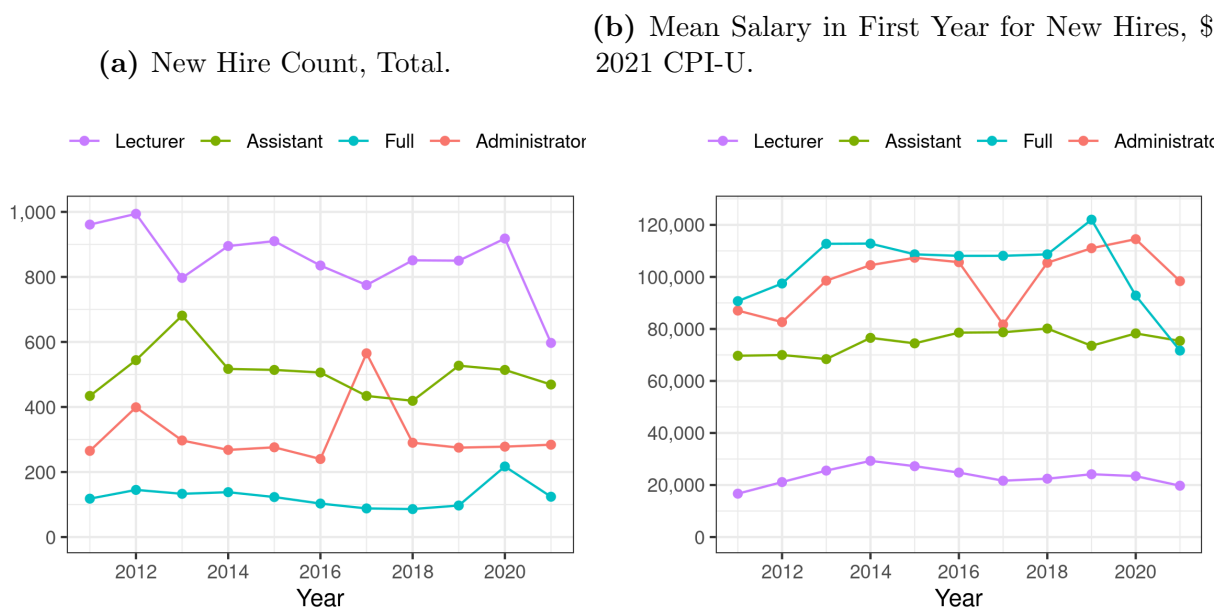 (a) New Hire Count, Total.
Lecturer Assistant Full Administrator
1,000
800
600
400
200
0
2012 2014 2016 2018 2020
Year
(b) Mean Salary in First Year for New Hires, $
2021 CPI-U.
Lecturer Assistant Full Administrato
120,000
100,000
80,000
60,000
40,000
20,000
0
2012 2014 2016 2018 2020
Year